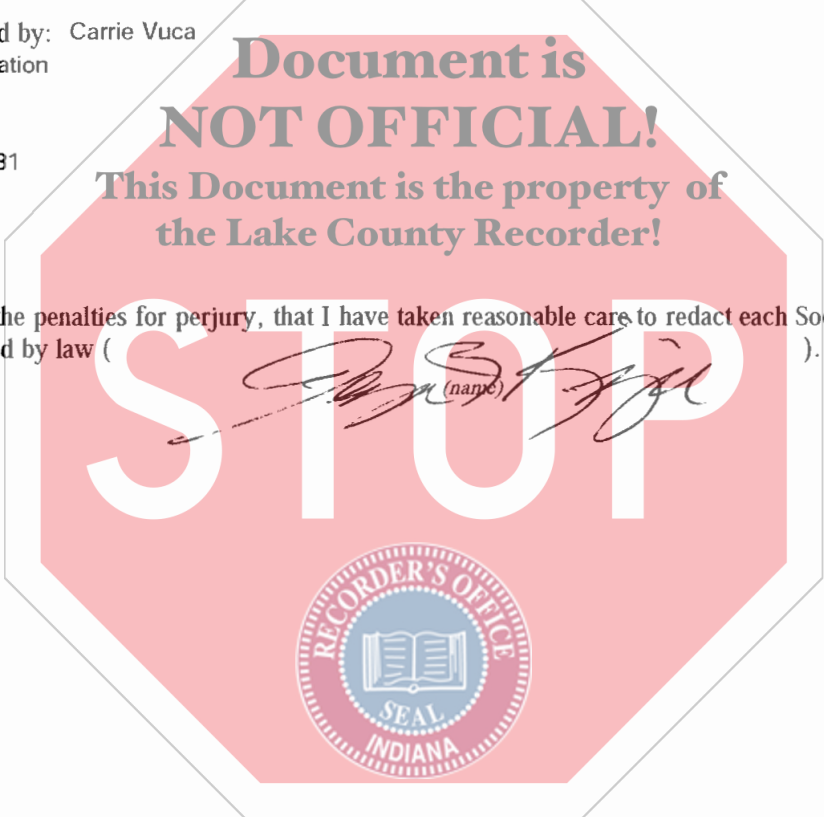 d by: Carrie Vuca
ation
Document is
NOT OFFICIAL!
31
This Document is the property of
the Lake County Recorder!
he penalties for perjury, that I have taken reasonable care to redact each So
d by law ( ).
(name)
STOP
RECORDER'S OFFICE
SEAL
INDIANA